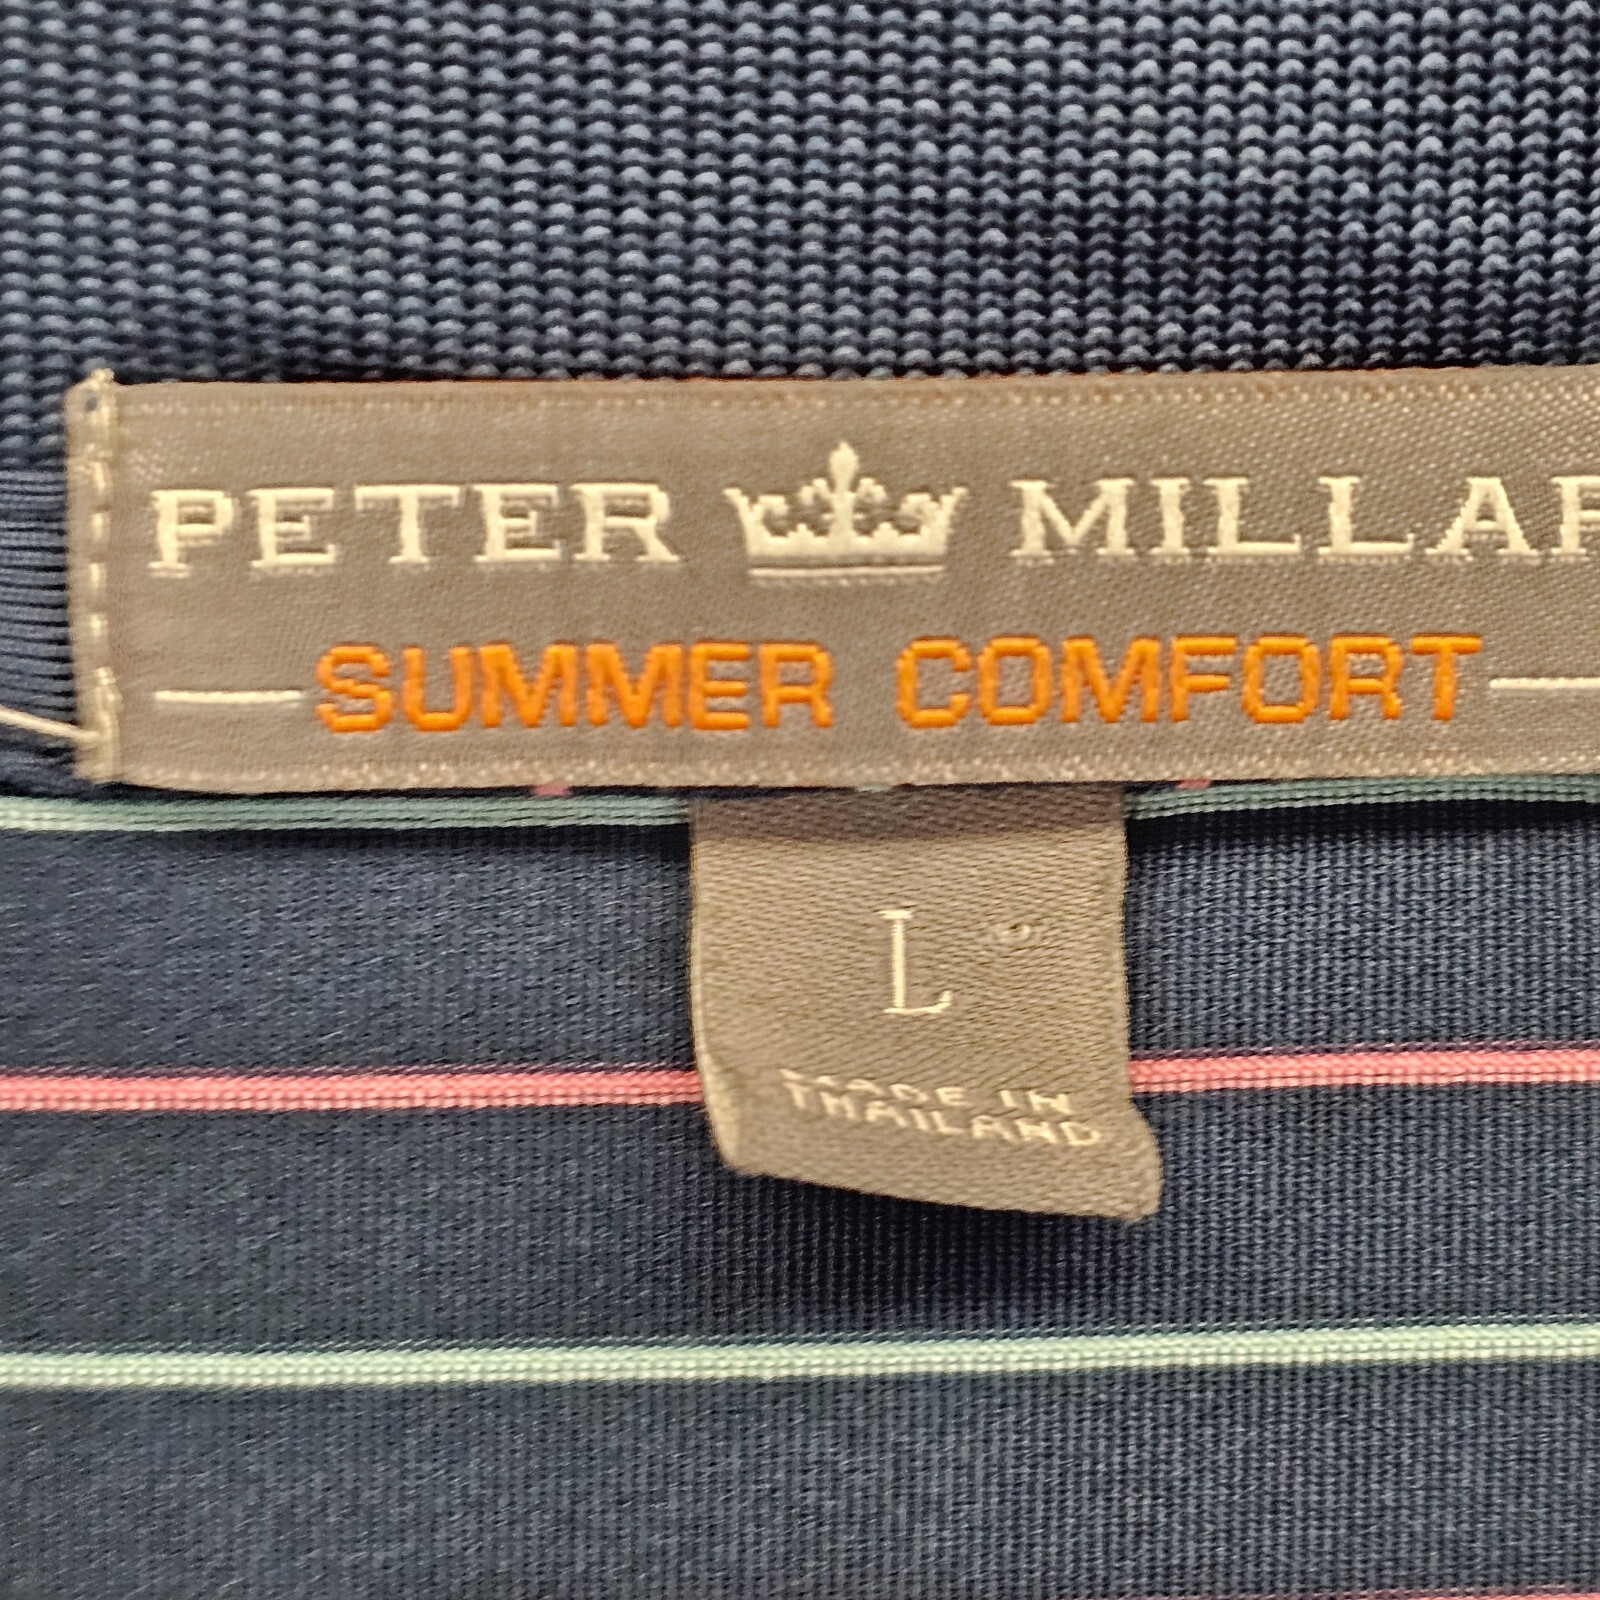 PETER MILLAR
SUMMER COMFORT
L
MADE IN
THAILAND